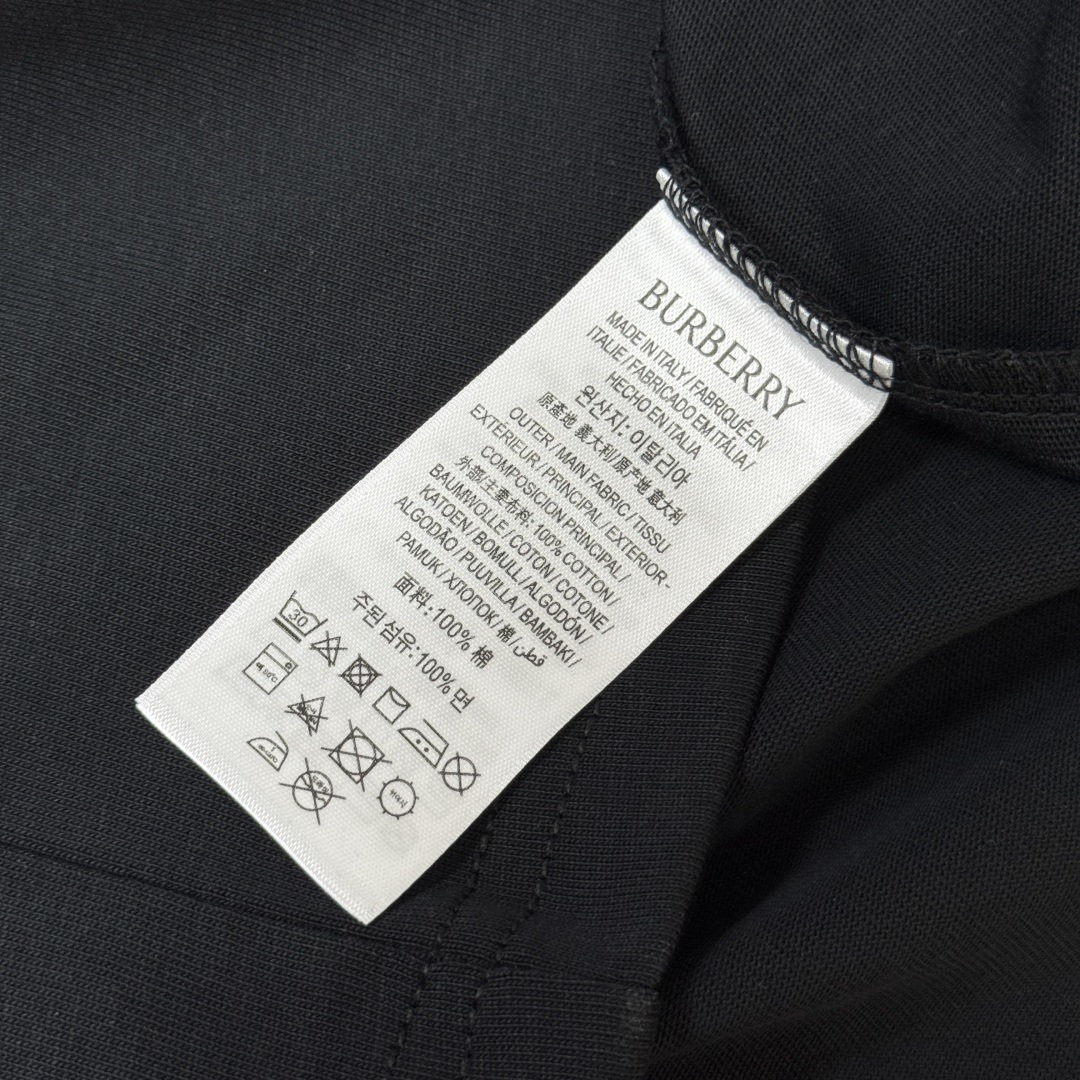 BURBERRY
MADE IN ITALY / FABRIQUÉ EN
ITALIE / FABRICADO EM ITÁLIA /
HECHO EN ITALIA
원산지: 이탈리아
原產地 義大利/原产地 意大利
OUTER / MAIN FABRIC / TISSU
EXTÉRIEUR / PRINCIPAL / EXTERIOR-
COMPOSICION PRINCIPAL /
外部/主要布料: 100% COTTON /
BAUMWOLLE / COTON / COTONE /
KATOEN / BOMULL / ALGODÓN /
ALGODÃO / PUUVILLA / BAMBAKI /
PAMUK / ХЛОПОК / 棉 / قطن
面料:100% 棉
주된 섬유:100% 면
30